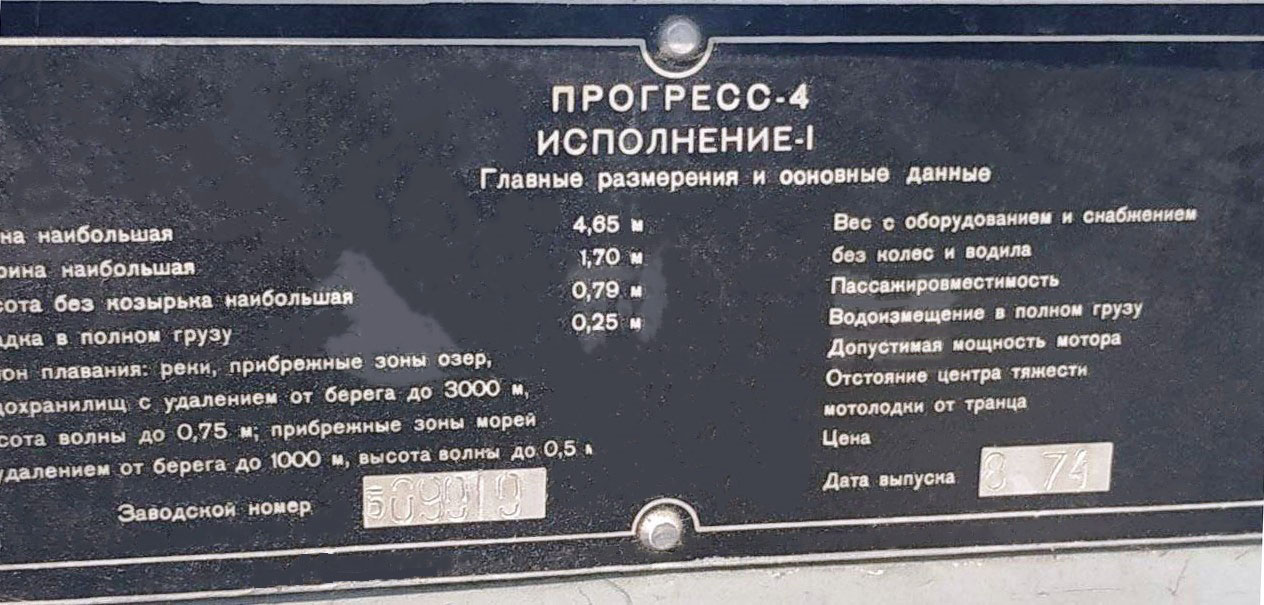 ПРОГРЕСС-4
ИСПОЛНЕНИЕ-I
Главные размерения и основные данные
на наибольшая 4,65 м
рина наибольшая 1,70 м
сота без козырька наибольшая 0,79 м
адка в полном грузу 0,25 м
он плавания: реки, прибрежные зоны озер,
дохранилищ с удалением от берега до 3000 м,
сота волны до 0,75 м; прибрежные зоны морей
удалением от берега до 1000 м, высота волны до 0,5
Заводской номер
Вес с оборудованием и снабжением
без колес и водила
Пассажировместимость
Водоизмещение в полном грузу
Допустимая мощность мотора
Отстояние центра тяжести
мотолодки от транца
Цена
Дата выпуска 8 74